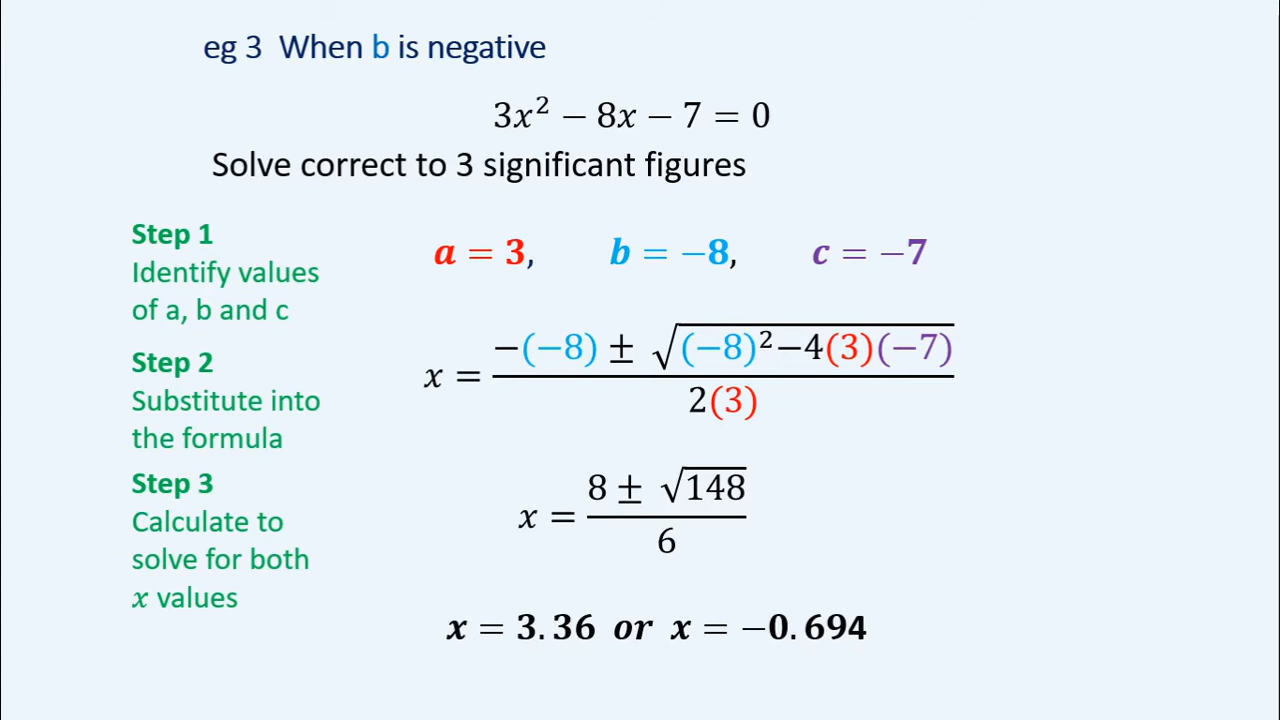 eg 3 When b is negative
3x² − 8x − 7 = 0
Solve correct to 3 significant figures
Step 1
Identify values
of a, b and c
a = 3, b = −8, c = −7
Step 2
Substitute into
the formula
x = (−(−8) ± √((−8)²−4(3)(−7))) / 2(3)
Step 3
Calculate to
solve for both
x values
x = (8 ± √148) / 6
x = 3.36 or x = −0.694